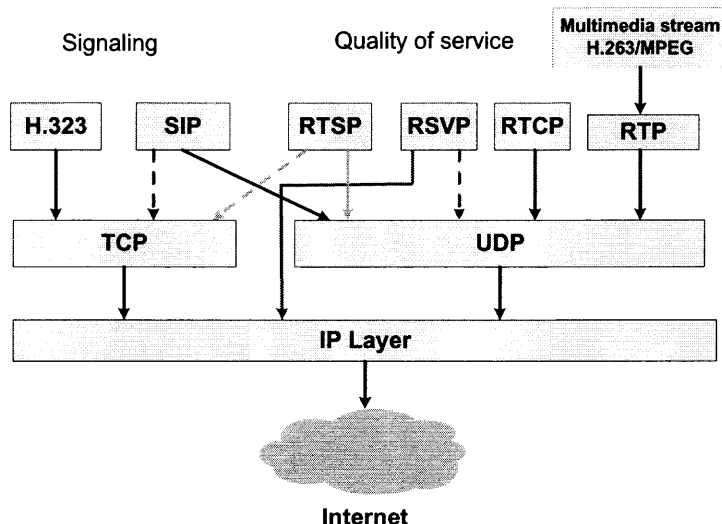 Signaling
Quality of service
Multimedia stream
H.263/MPEG
H.323
SIP
RTSP
RSVP
RTCP
RTP
TCP
UDP
IP Layer
Internet